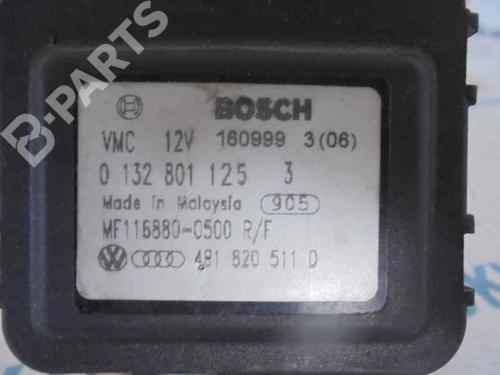 B-PARTS
BOSCH
VMC 12V 160999 3(06)
0 132 801 125 3
Made in Malaysia 905
MF116880-0500 R/F
4B1 820 511 D